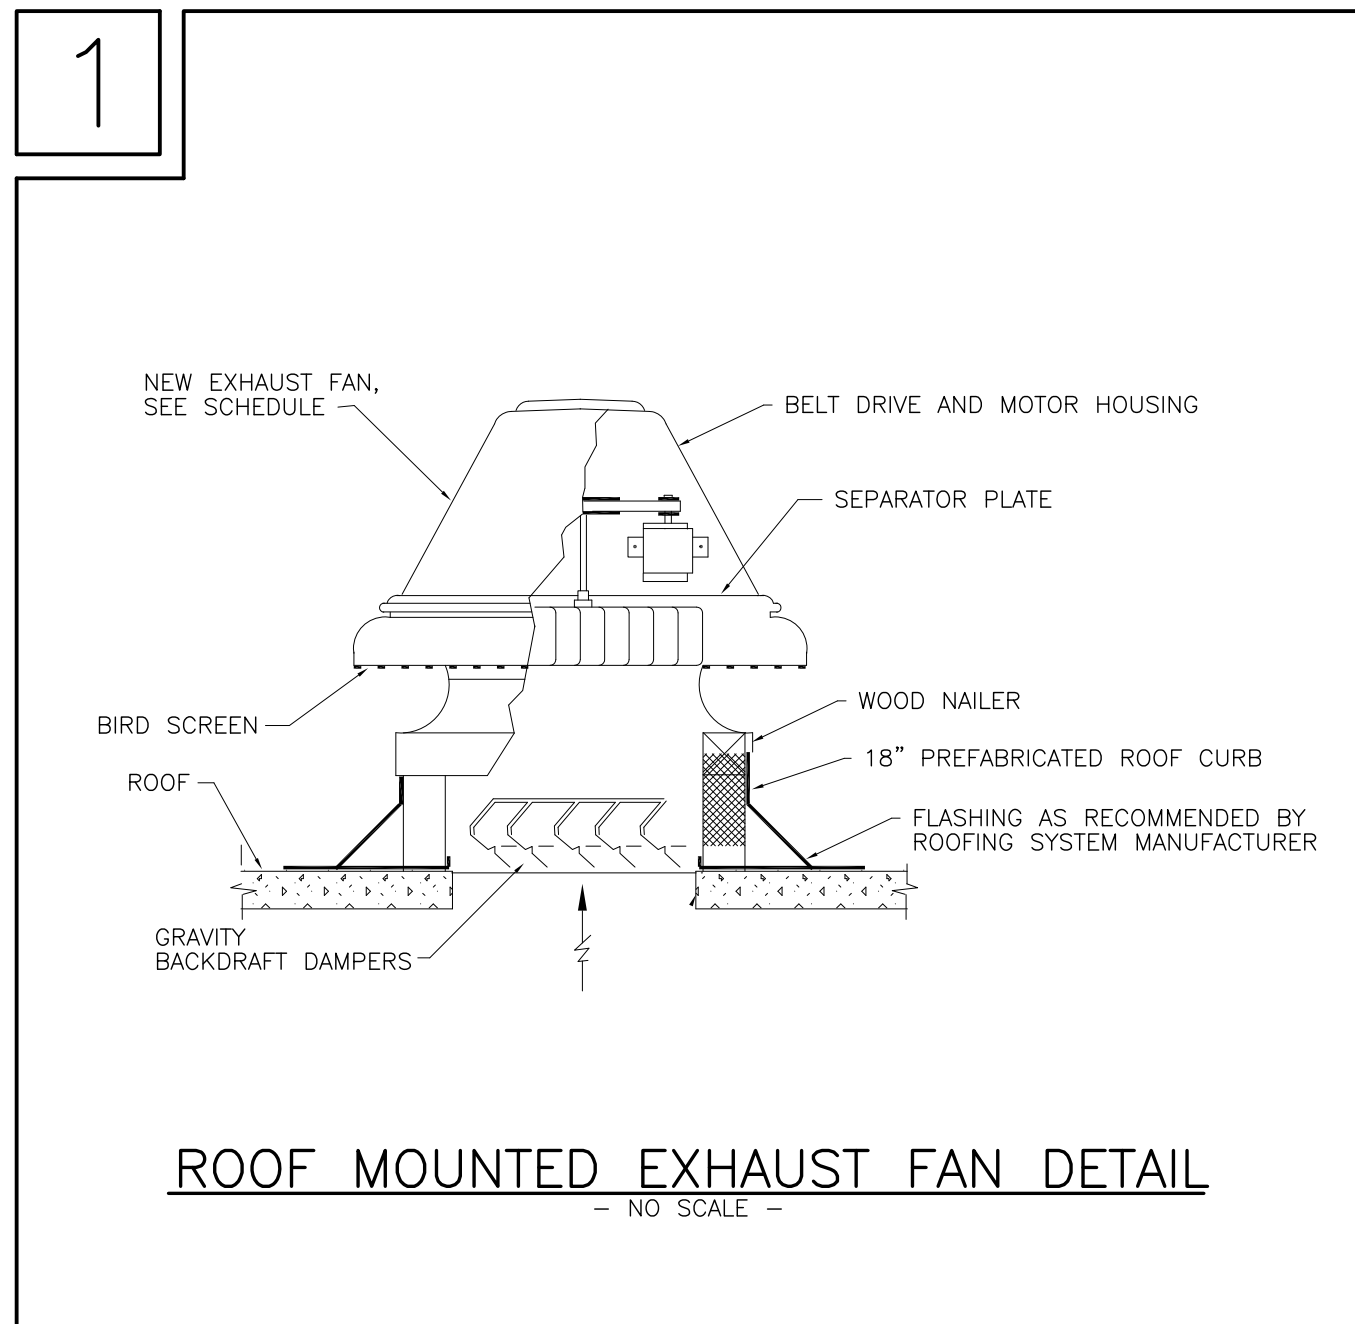 1
NEW EXHAUST FAN,
SEE SCHEDULE
BELT DRIVE AND MOTOR HOUSING
SEPARATOR PLATE
BIRD SCREEN
WOOD NAILER
18” PREFABRICATED ROOF CURB
ROOF
FLASHING AS RECOMMENDED BY
ROOFING SYSTEM MANUFACTURER
GRAVITY
BACKDRAFT DAMPERS
ROOF MOUNTED EXHAUST FAN DETAIL
– NO SCALE –